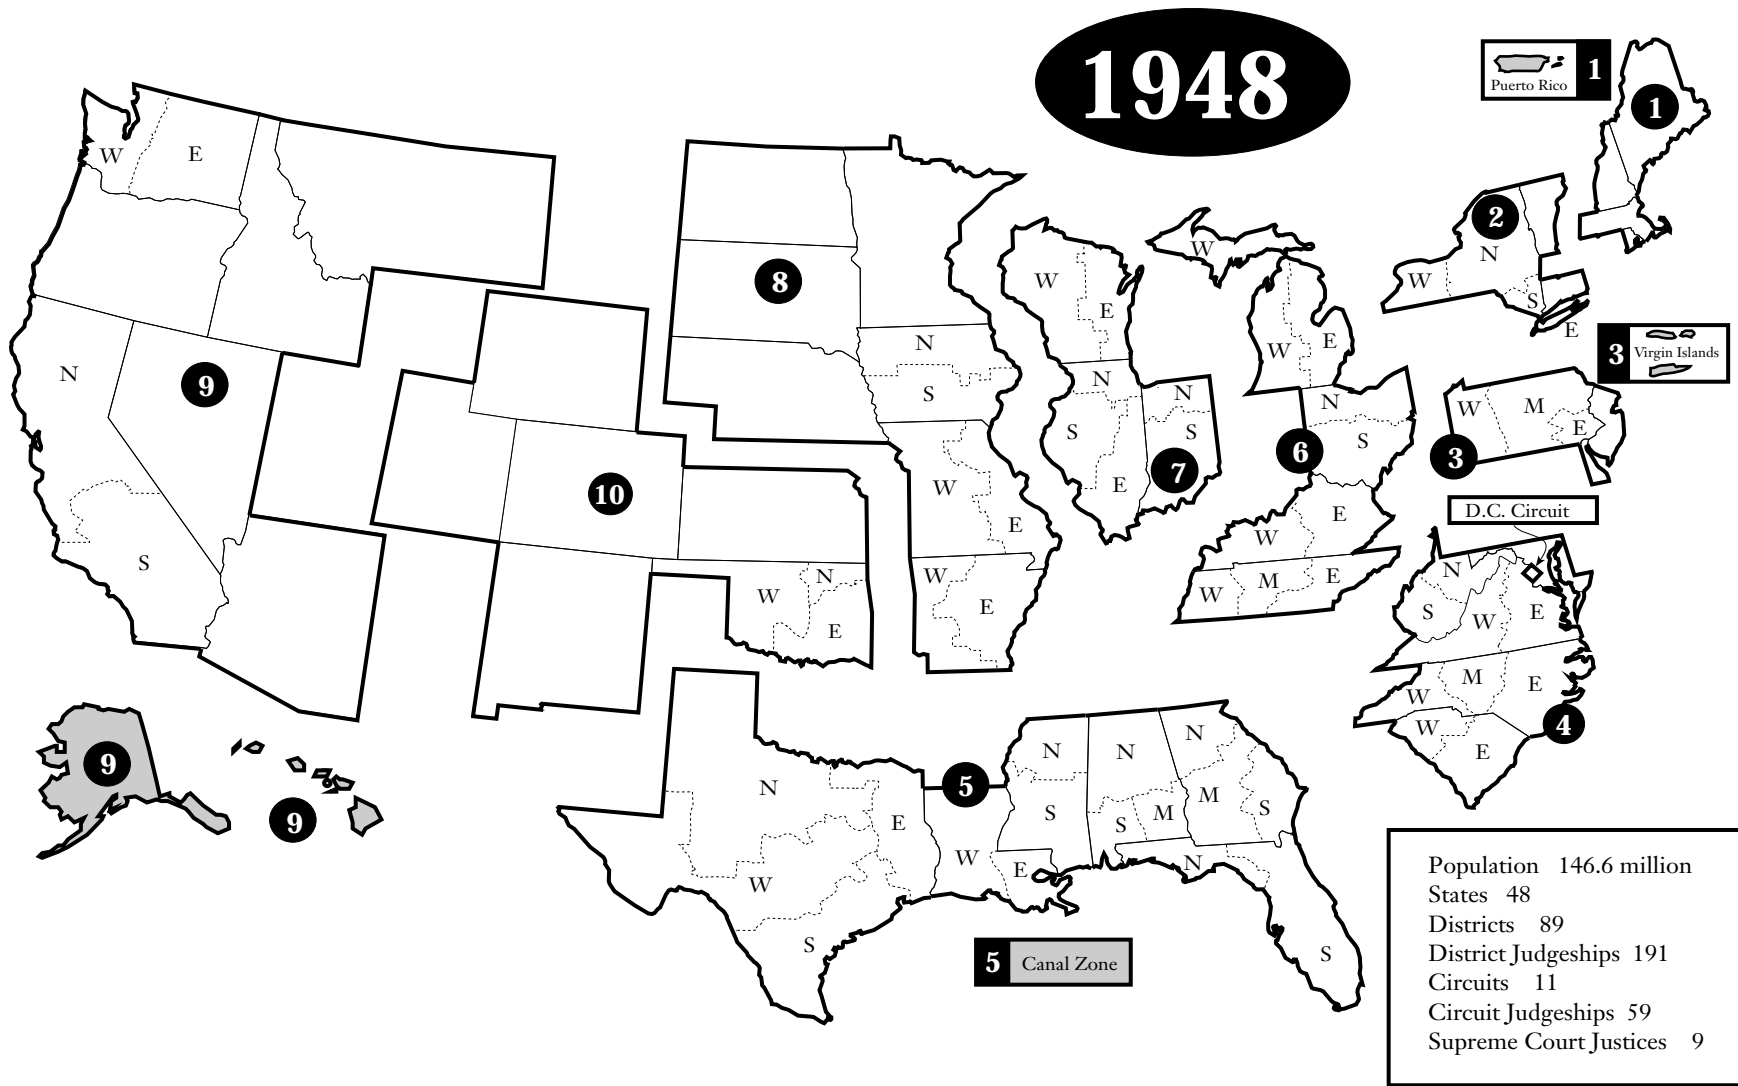 1948
1
Puerto Rico
1
W
E
2
N
W
S
E
3
Virgin Islands
8
W
E
W
W
E
N
9
N
S
N
S
W
E
N
S
E
N
S
7
N
S
6
W
M
E
3
10
W
E
W
E
W
M
E
D.C. Circuit
N
S
W
E
S
W
N
E
W
E
W
M
E
W
E
4
9
9
N
E
W
S
5
W
E
N
S
N
S
M
N
M
S
N
S
5
Canal Zone
Population 146.6 million
States 48
Districts 89
District Judgeships 191
Circuits 11
Circuit Judgeships 59
Supreme Court Justices 9